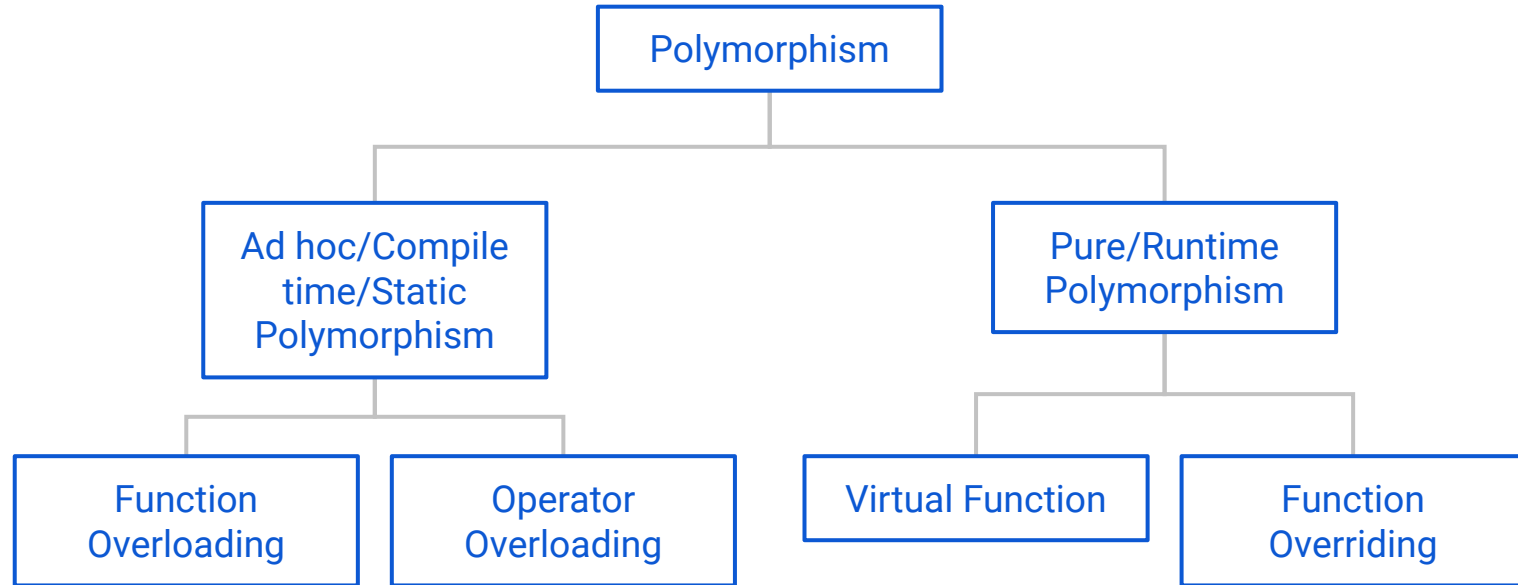 Polymorphism
Ad hoc/Compile
time/Static
Polymorphism
Pure/Runtime
Polymorphism
Function
Overloading
Operator
Overloading
Virtual Function
Function
Overriding